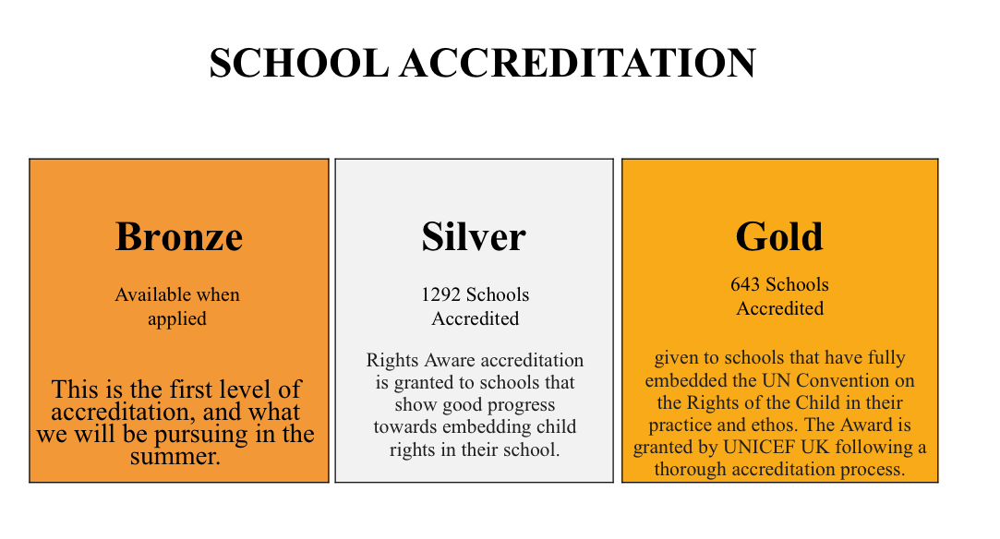 SCHOOL ACCREDITATION
Bronze
Available when
applied
This is the first level of
accreditation, and what
we will be pursuing in the
summer.
Silver
1292 Schools
Accredited
Rights Aware accreditation
is granted to schools that
show good progress
towards embedding child
rights in their school.
Gold
643 Schools
Accredited
given to schools that have fully
embedded the UN Convention on
the Rights of the Child in their
practice and ethos. The Award is
granted by UNICEF UK following a
thorough accreditation process.